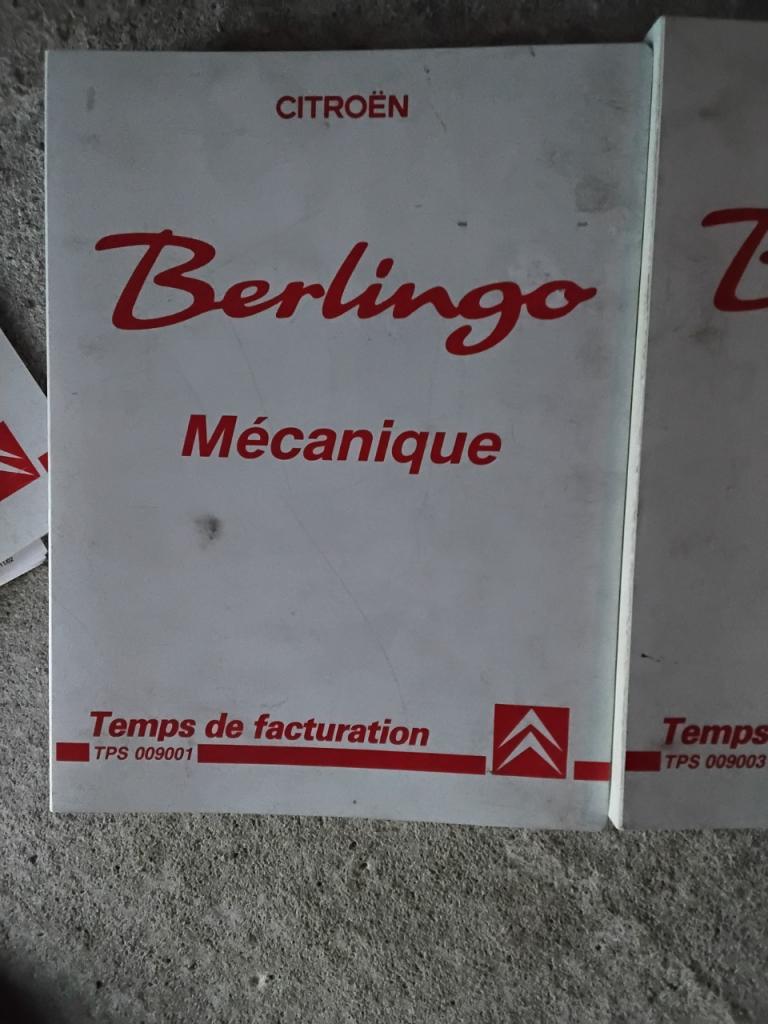 CITROËN
Berlingo
Mécanique
Temps de facturation
TPS 009001
Temps
TPS 009003